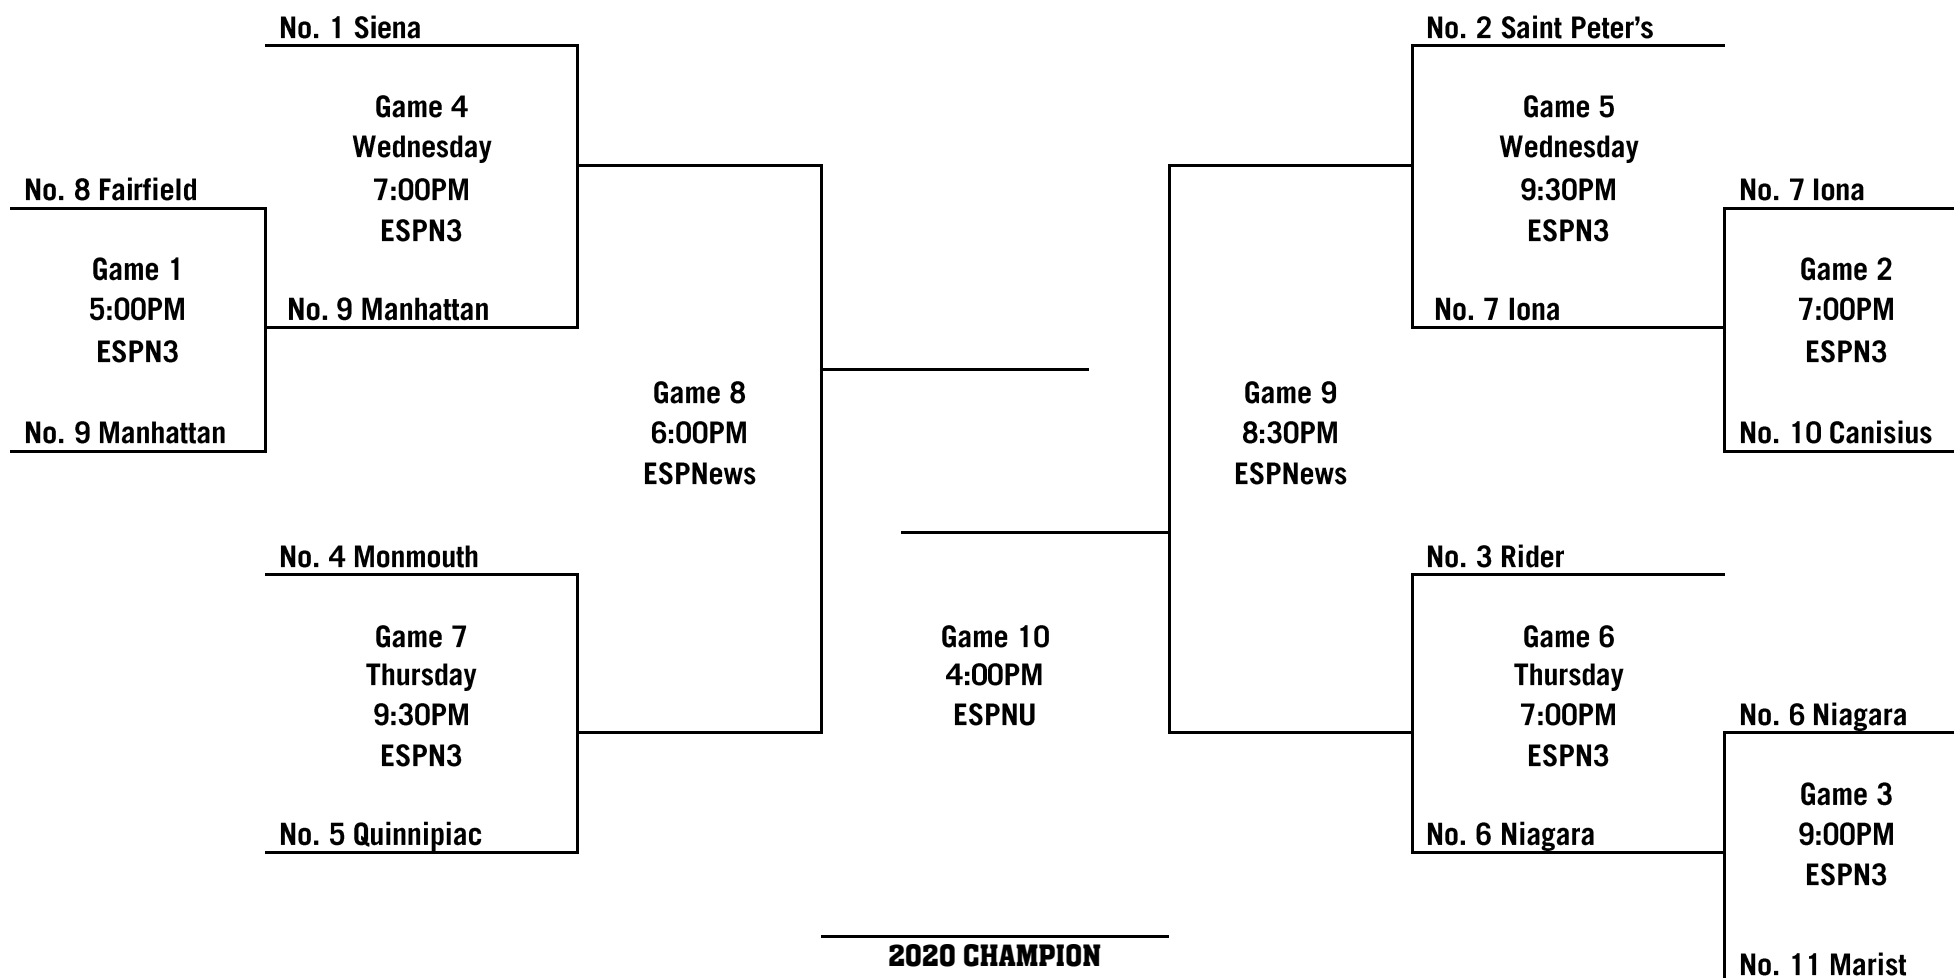 No. 1 Siena
Game 4
Wednesday
7:00PM
ESPN3
No. 8 Fairfield
Game 1
5:00PM
ESPN3
No. 9 Manhattan
No. 9 Manhattan
Game 8
6:00PM
ESPNews
No. 4 Monmouth
Game 7
Thursday
9:30PM
ESPN3
No. 5 Quinnipiac
Game 10
4:00PM
ESPNU
2020 CHAMPION
No. 2 Saint Peter’s
Game 5
Wednesday
9:30PM
ESPN3
No. 7 Iona
No. 7 Iona
Game 2
7:00PM
ESPN3
No. 10 Canisius
Game 9
8:30PM
ESPNews
No. 3 Rider
Game 6
Thursday
7:00PM
ESPN3
No. 6 Niagara
No. 6 Niagara
Game 3
9:00PM
ESPN3
No. 11 Marist